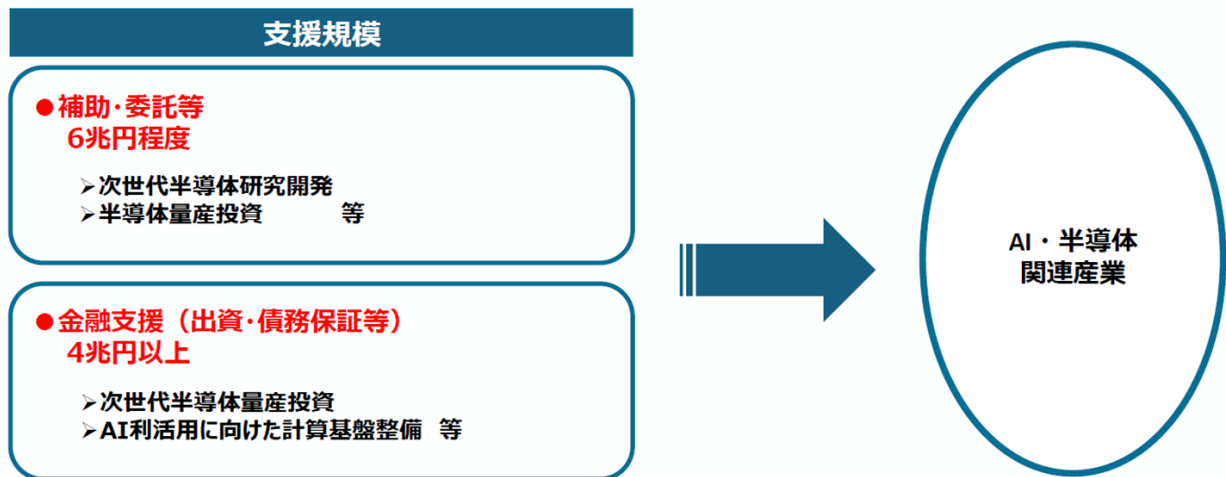 支援規模
●補助・委託等
6兆円程度
➢次世代半導体研究開発
➢半導体量産投資 等
●金融支援（出資・債務保証等）
4兆円以上
➢次世代半導体量産投資
➢AI利活用に向けた計算基盤整備 等
AI・半導体
関連産業